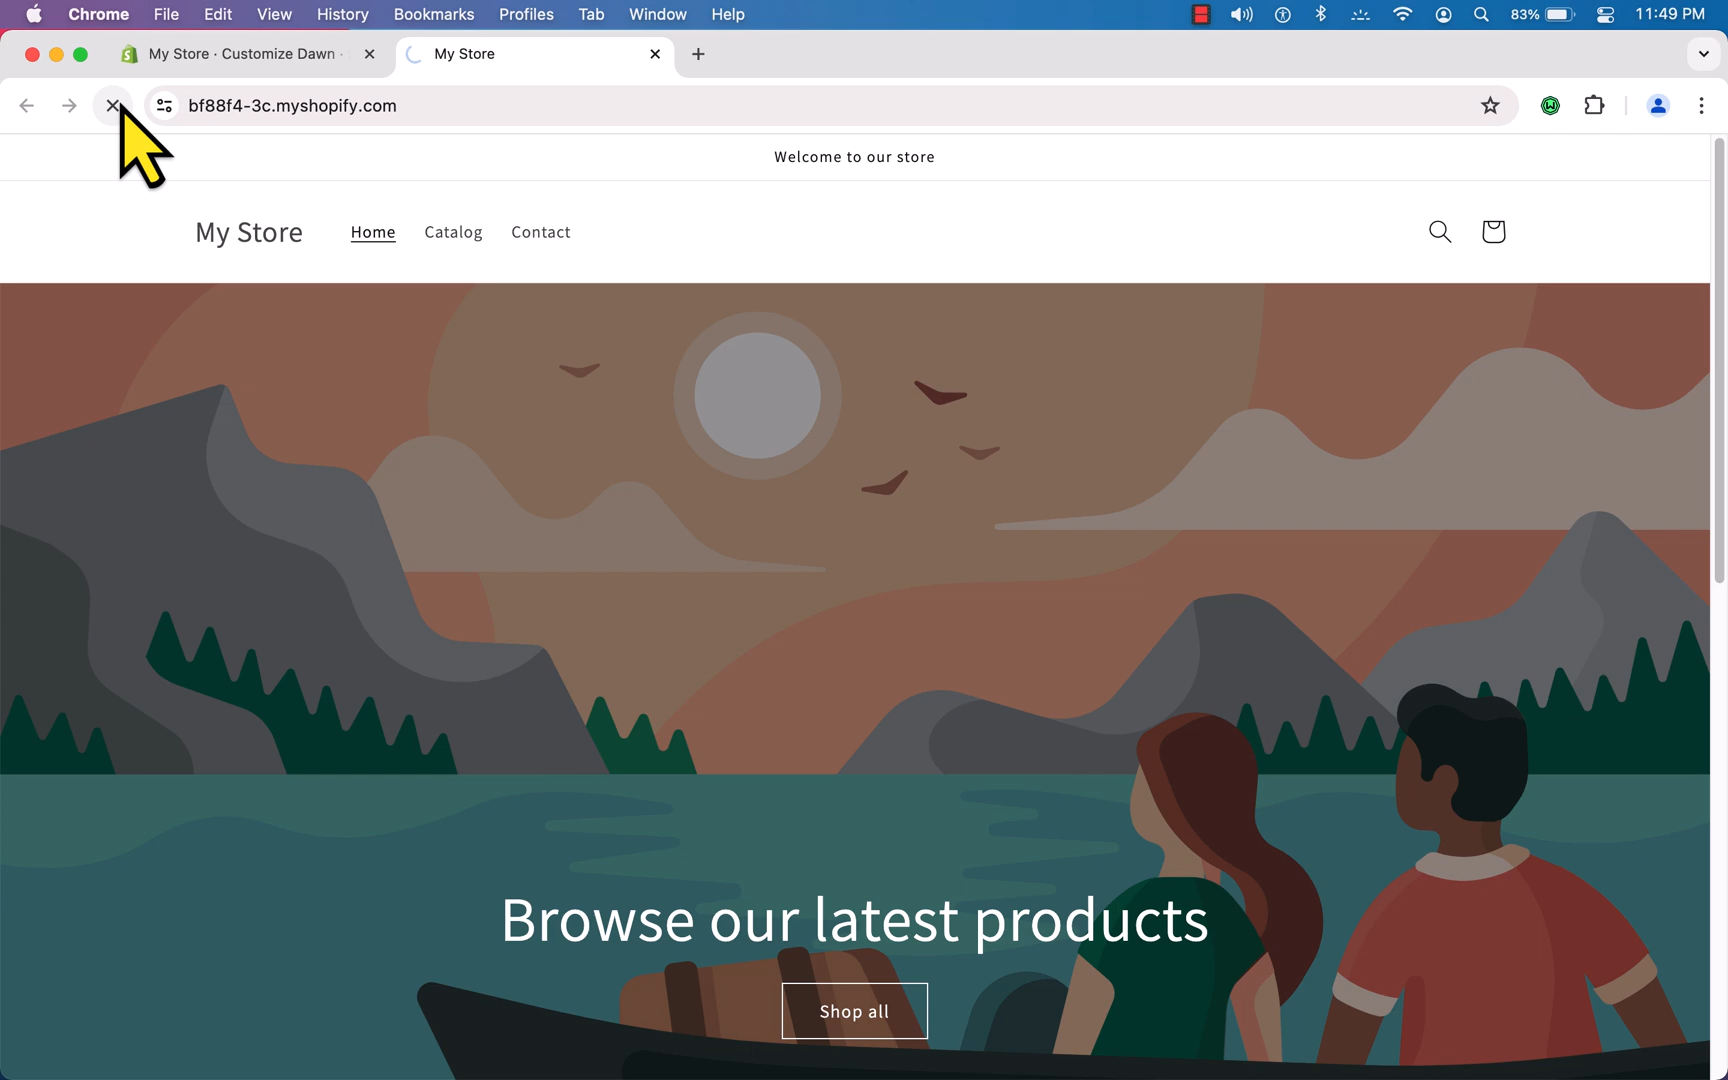 Chrome File Edit View History Bookmarks Profiles Tab Window Help 83% 11:49 PM
My Store · Customize Dawn · My Store
bf88f4-3c.myshopify.com
Welcome to our store
My Store Home Catalog Contact
Browse our latest products
Shop all